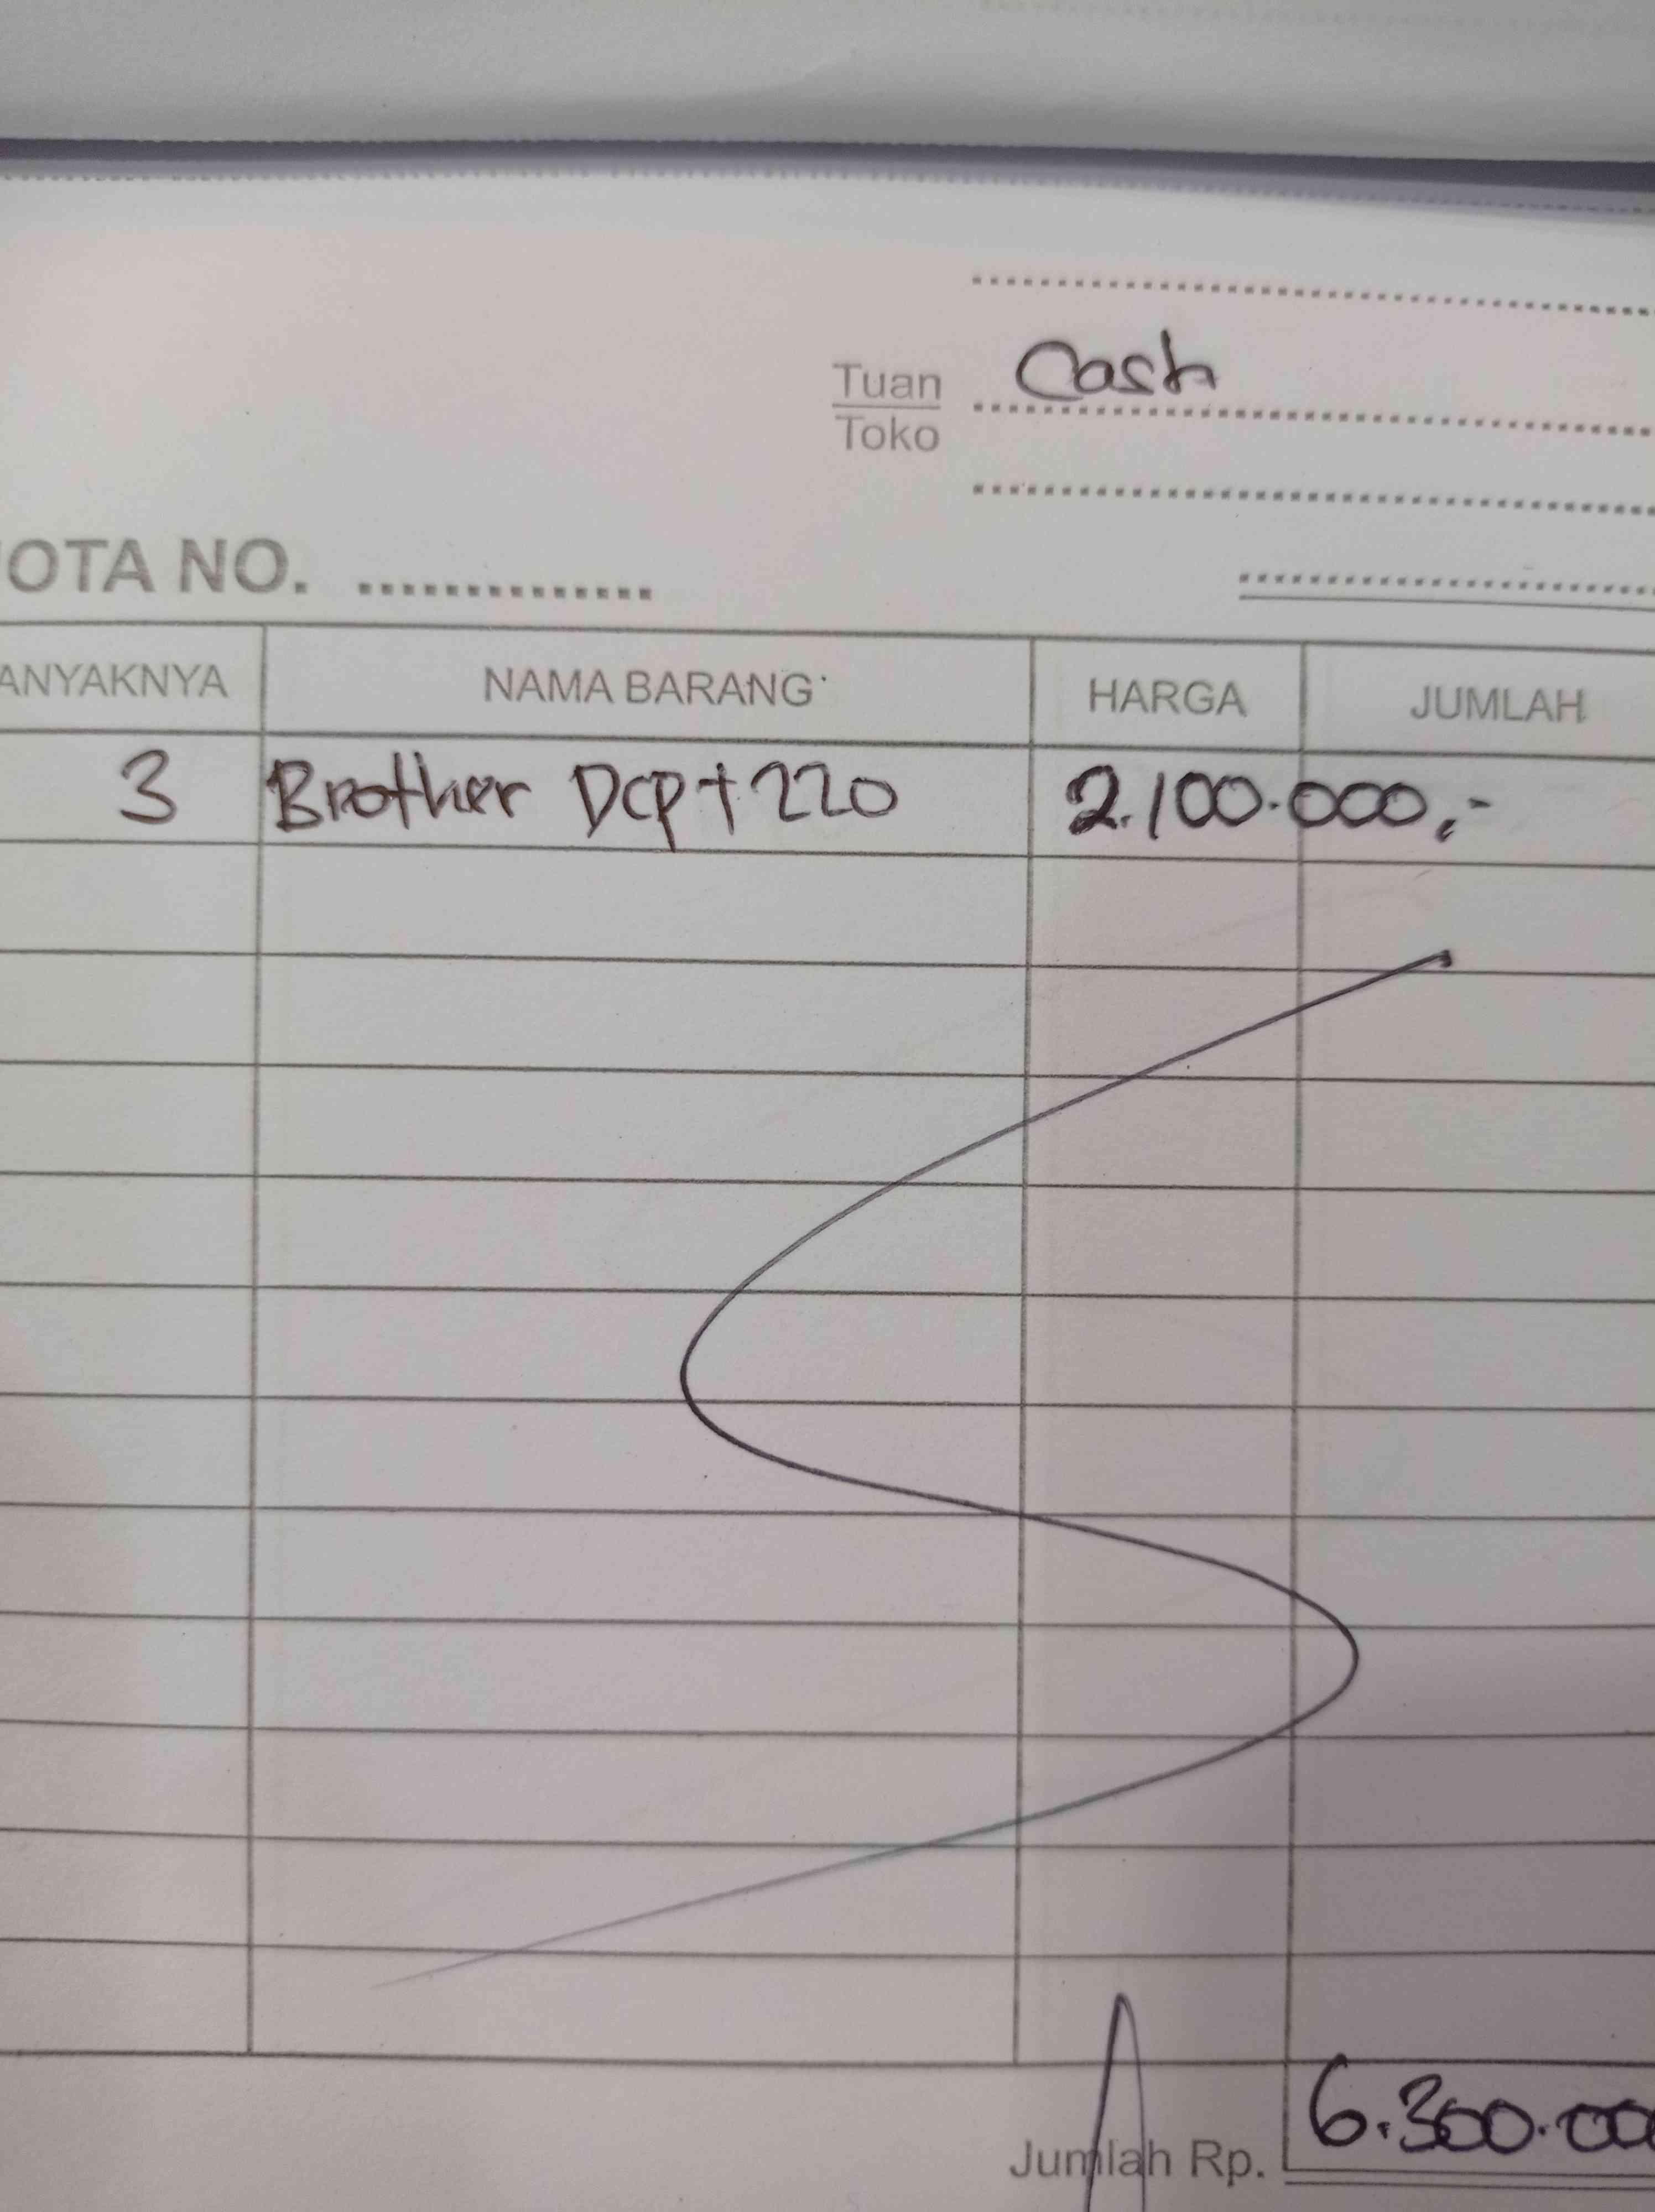 Cash
Tuan
Toko
OTA NO. ..............
ANYAKNYA NAMA BARANG HARGA JUMLAH
3 Brother Dcp t 220 2.100.000,-
Jumlah Rp. 6.300.00